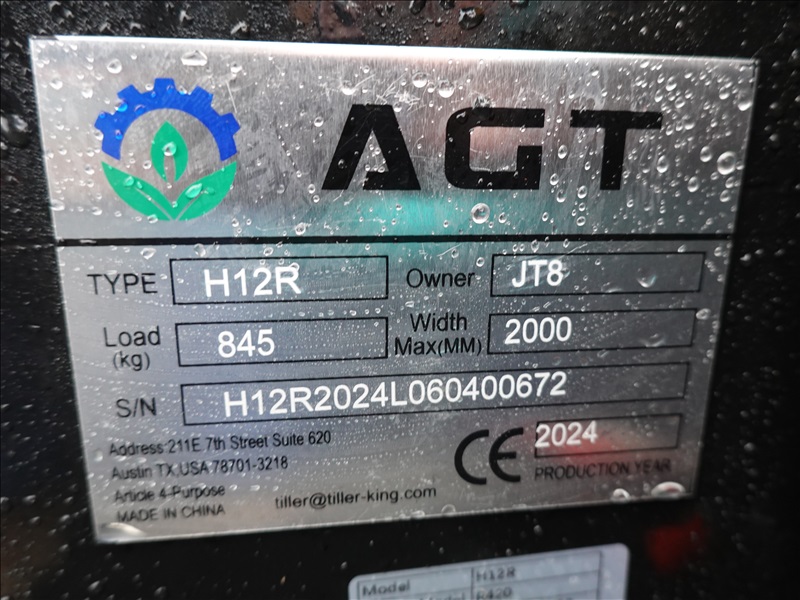 AGT
TYPE H12R Owner JT8
Load (kg) 845 Width Max(MM) 2000
S/N H12R2024L060400672
Address:211E.7th Street Suite 620
Austin TX,USA 78701-3218
Article 4-Purpose
MADE IN CHINA
tiller@tiller-king.com
CE 2024
PRODUCTION YEAR
Model H12R
Model